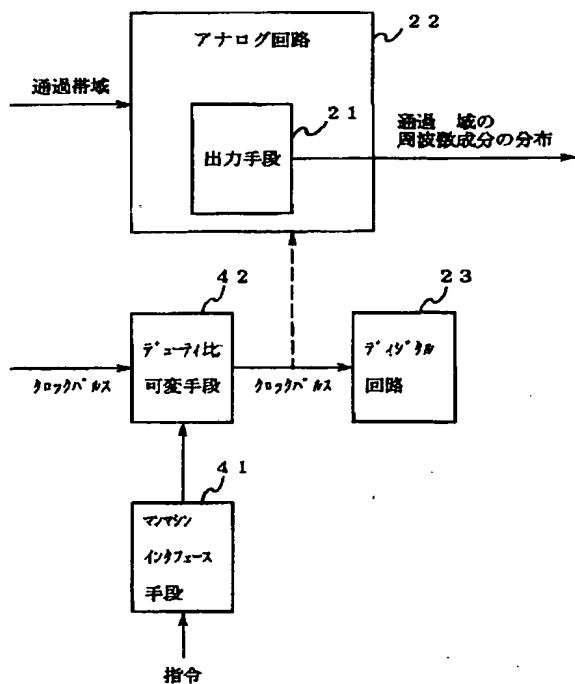 ２２
アナログ回路
通過帯域
２１
出力手段
通過　域の
周波数成分の分布
４２
デューティ比
可変手段
クロックパルス
クロックパルス
２３
ディジタル
回路
４１
マンマシン
インタフェース
手段
指令